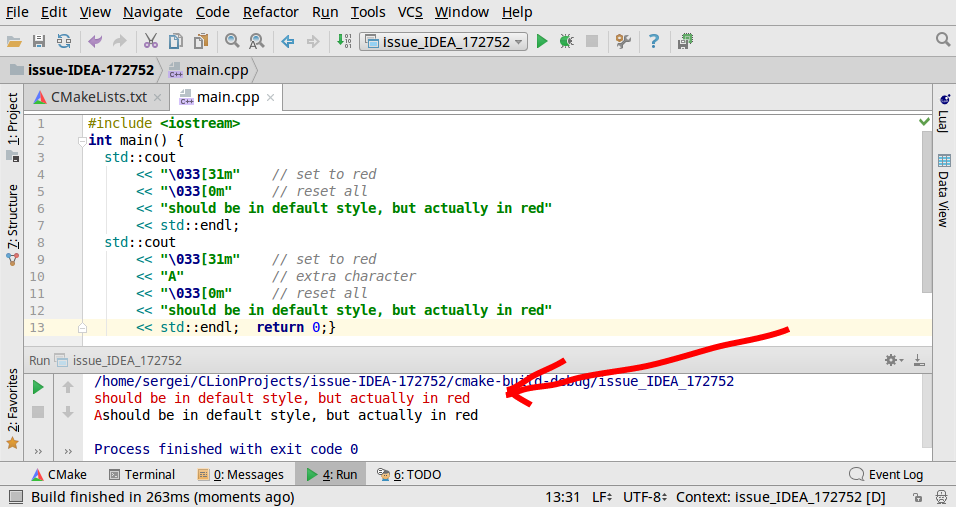 File Edit View Navigate Code Refactor Run Tools VCS Window Help
issue_IDEA_172752
issue-IDEA-172752 main.cpp
CMakeLists.txt main.cpp
1: Project
7: Structure
2: Favorites
LuaJ
Data View
1 #include <iostream>
2 int main() {
3 std::cout
4 << "\033[31m" // set to red
5 << "\033[0m" // reset all
6 << "should be in default style, but actually in red"
7 << std::endl;
8 std::cout
9 << "\033[31m" // set to red
10 << "A" // extra character
11 << "\033[0m" // reset all
12 << "should be in default style, but actually in red"
13 << std::endl; return 0;}
Run issue_IDEA_172752
/home/sergei/CLionProjects/issue-IDEA-172752/cmake-build-debug/issue_IDEA_172752
should be in default style, but actually in red
Ashould be in default style, but actually in red
Process finished with exit code 0
CMake Terminal 0: Messages 4: Run 6: TODO Event Log
Build finished in 263ms (moments ago) 13:31 LF UTF-8 Context: issue_IDEA_172752 [D]